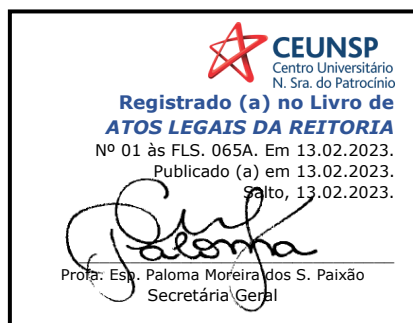 CEUNSP
Centro Universitário
N. Sra. do Patrocínio
Registrado (a) no Livro de
ATOS LEGAIS DA REITORIA
Nº 01 às FLS. 065A. Em 13.02.2023.
Publicado (a) em 13.02.2023.
Salto, 13.02.2023.
Paloma
Profa. Esp. Paloma Moreira dos S. Paixão
Secretária Geral